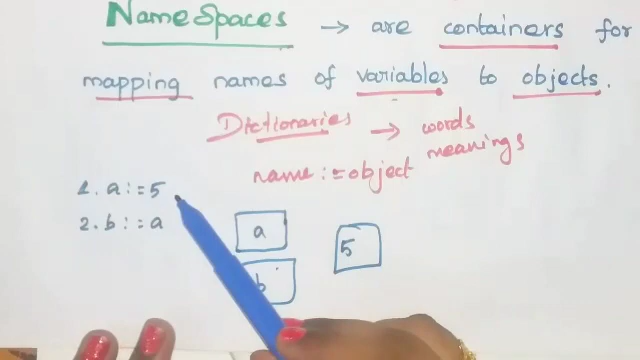 NameSpaces → are containers for
mapping names of variables to objects.
Dictionaries → words
meanings
name := object
1. a := 5
2. b := a
a
5
b